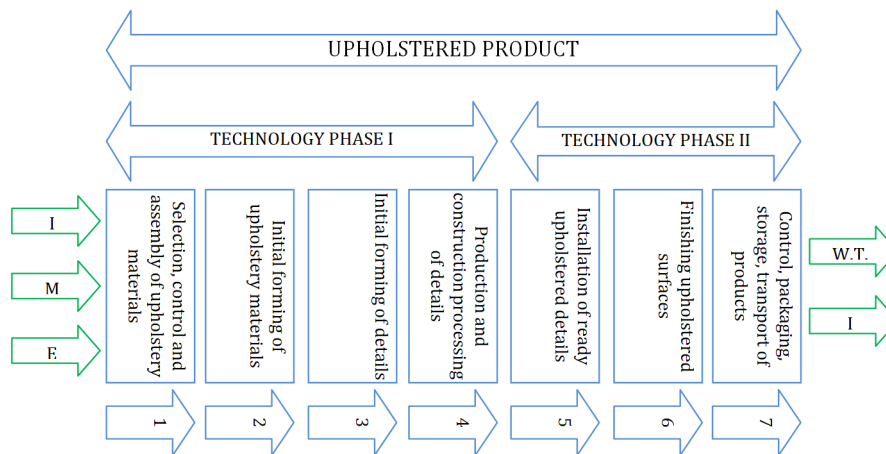 UPHOLSTERED PRODUCT
TECHNOLOGY PHASE I
TECHNOLOGY PHASE II
I
M
E
Selection, control and
assembly of upholstery
materials
Initial forming of
upholstery materials
Initial forming of details
Production and
construction processing
of details
Installation of ready
upholstered details
Finishing upholstered
surfaces
Control, packaging,
storage, transport of
products
W.T.
I
1
2
3
4
5
6
7